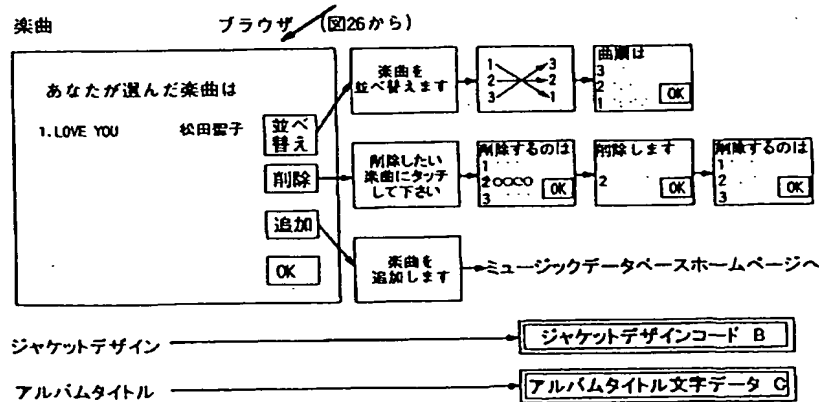 楽曲
ブラウザ (図26から)
あなたが選んだ楽曲は
1.LOVE YOU 松田聖子
並べ
替え
削除
追加
OK
楽曲を
並べ替えます
1 3
2 2
3 1
曲順は
3
2
1
OK
削除したい
楽曲にタッチ
して下さい
削除するのは
1
2○○○○
3
OK
削除します
2
OK
削除するのは
1
2
3
OK
楽曲を
追加します
ミュージックデータベースホームページへ
ジャケットデザイン
ジャケットデザインコード B
アルバムタイトル
アルバムタイトル文字データ C